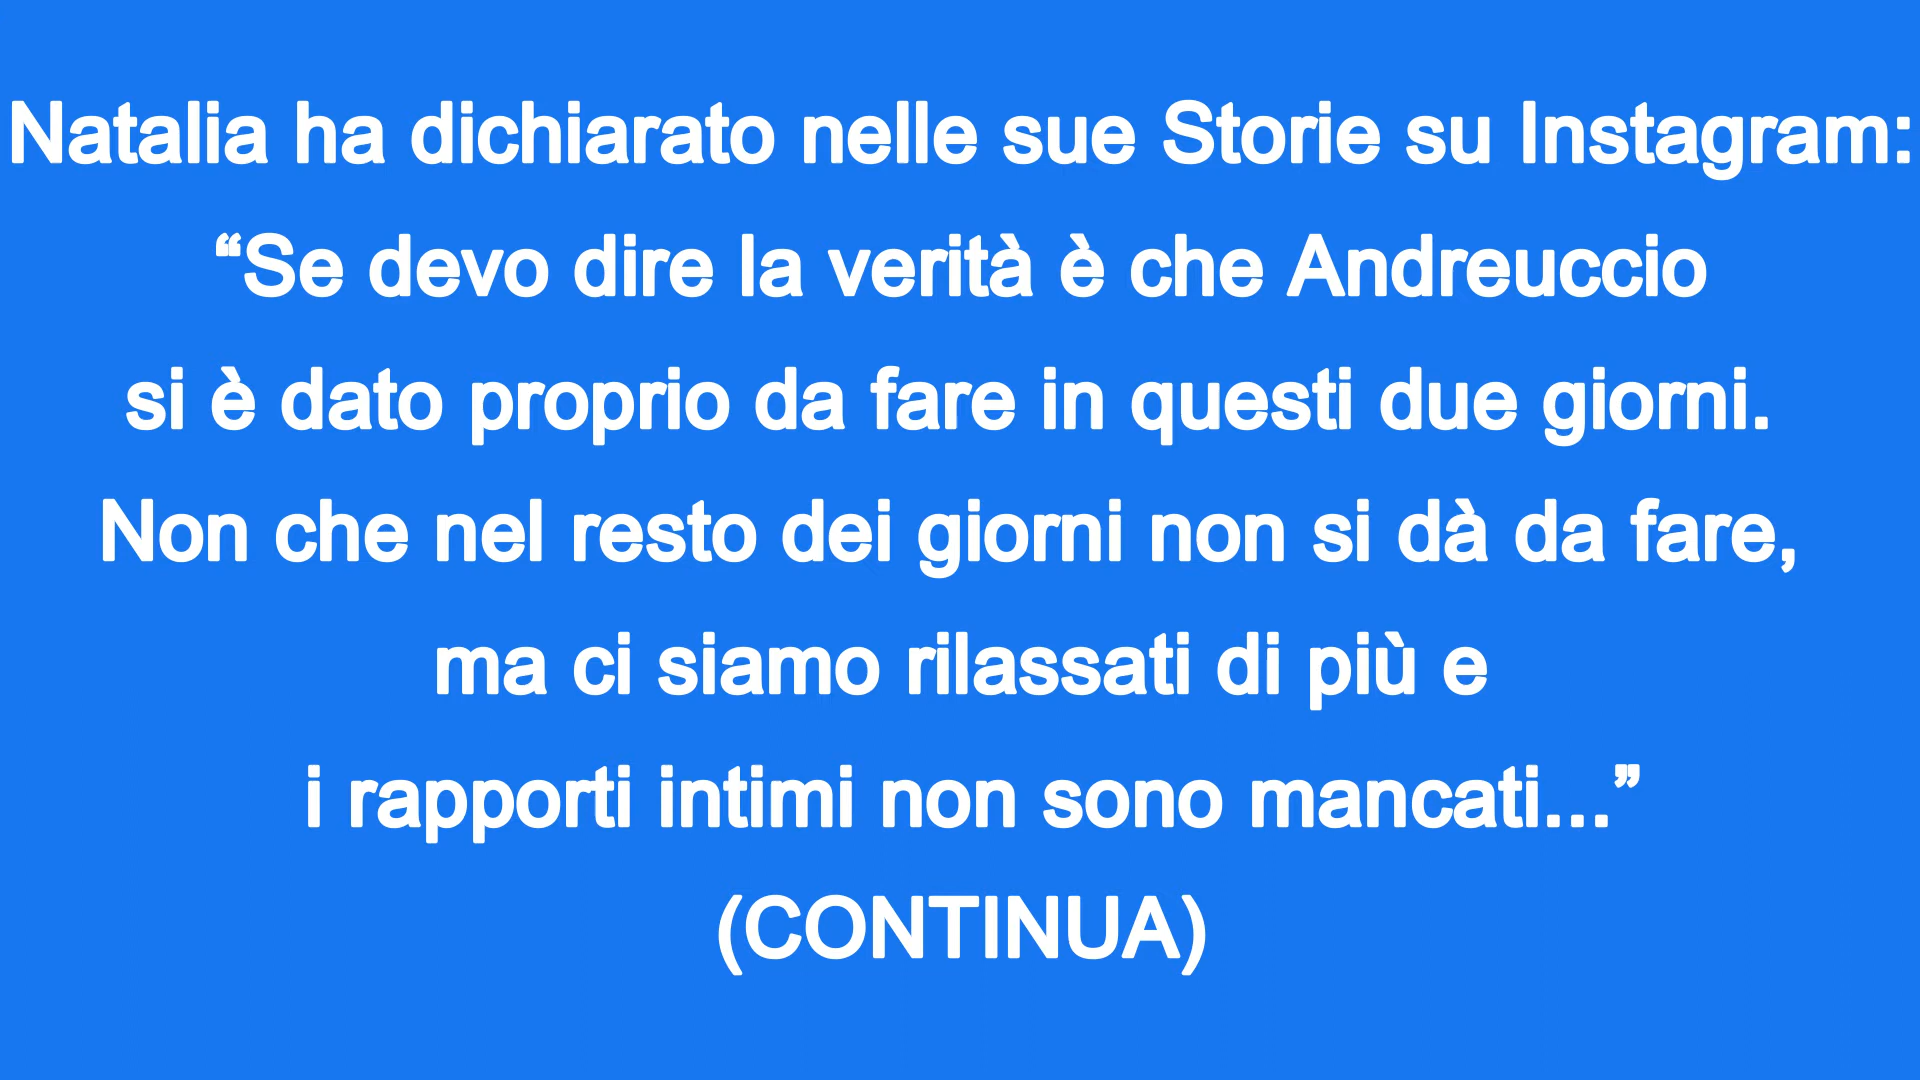 Natalia ha dichiarato nelle sue Storie su Instagram:
“Se devo dire la verità è che Andreuccio
si è dato proprio da fare in questi due giorni.
Non che nel resto dei giorni non si dà da fare,
ma ci siamo rilassati di più e
i rapporti intimi non sono mancati...”
(CONTINUA)